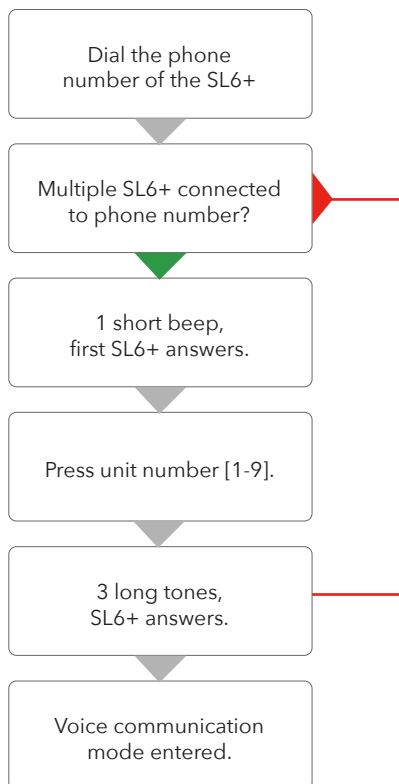 Dial the phone
number of the SL6+
Multiple SL6+ connected
to phone number?
1 short beep,
first SL6+ answers.
Press unit number [1-9].
3 long tones,
SL6+ answers.
Voice communication
mode entered.